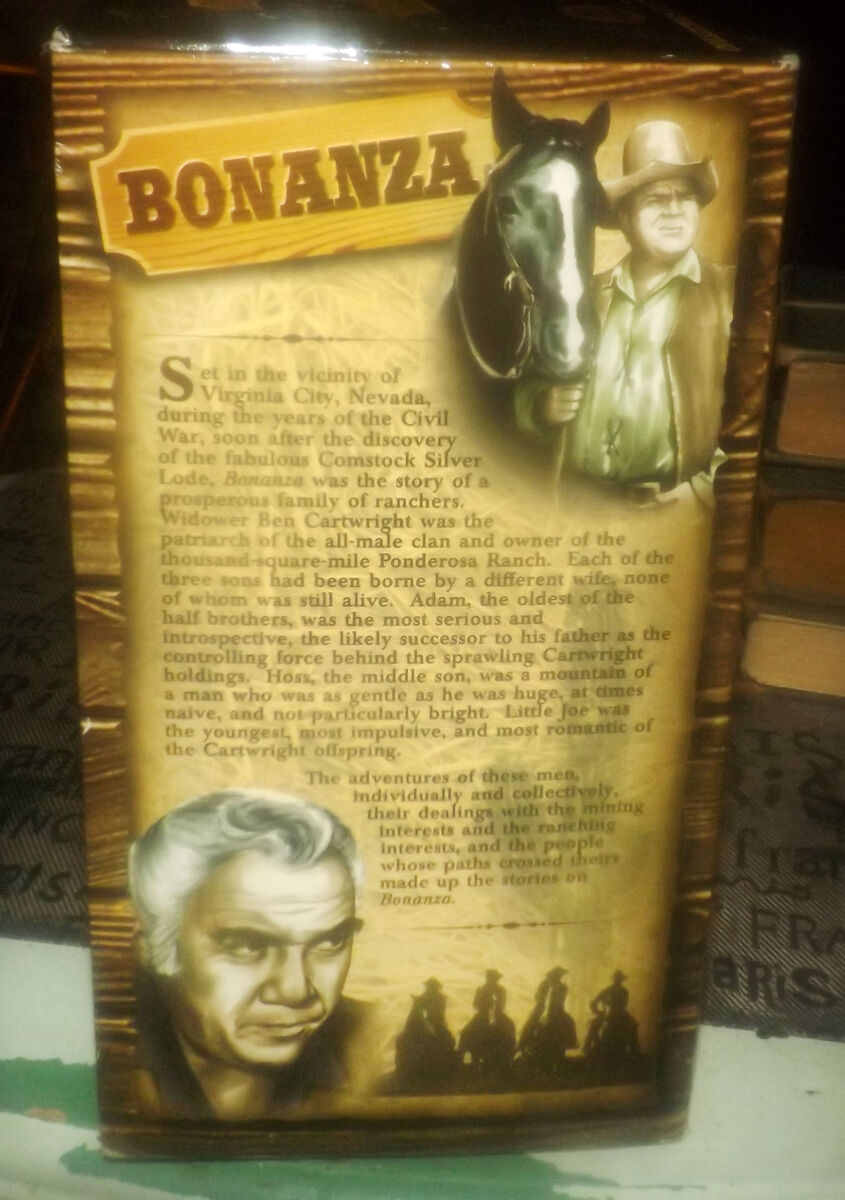 BONANZA
Set in the vicinity of
Virginia City, Nevada,
during the years of the Civil
War, soon after the discovery
of the fabulous Comstock Silver
Lode, Bonanza was the story of a
prosperous family of ranchers.
Widower Ben Cartwright was the
patriarch of the all-male clan and owner of the
thousand-square-mile Ponderosa Ranch. Each of the
three sons had been borne by a different wife, none
of whom was still alive. Adam, the oldest of the
half brothers, was the most serious and
introspective, the likely successor to his father as the
controlling force behind the sprawling Cartwright
holdings. Hoss, the middle son, was a mountain of
a man who was as gentle as he was huge, at times
naive, and not particularly bright. Little Joe was
the youngest, most impulsive, and most romantic of
the Cartwright offspring.
The adventures of these men,
individually and collectively,
their dealings with the mining
interests and the ranching
interests, and the people
whose paths crossed theirs
made up the stories on
Bonanza.
FRA
aris